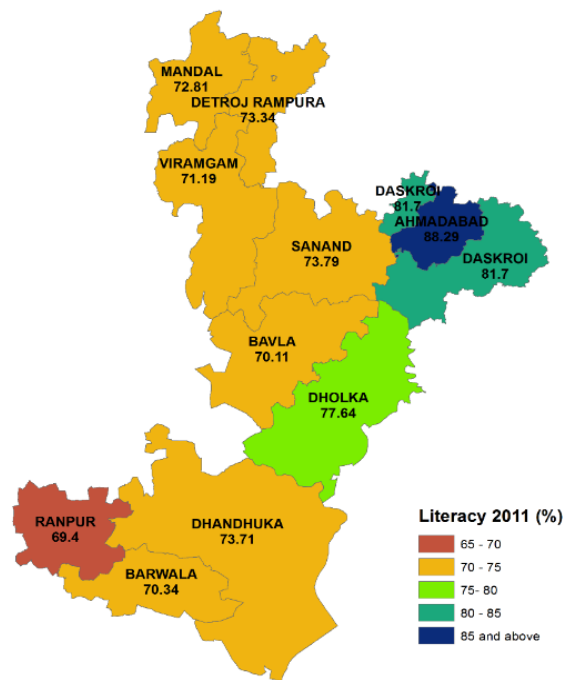 MANDAL
72.81
DETROJ RAMPURA
73.34
VIRAMGAM
71.19
DASKROI
81.7
AHMADABAD
88.29
SANAND
73.79
DASKROI
81.7
BAVLA
70.11
DHOLKA
77.64
RANPUR
69.4
DHANDHUKA
73.71
BARWALA
70.34
Literacy 2011 (%)
65 - 70
70 - 75
75- 80
80 - 85
85 and above